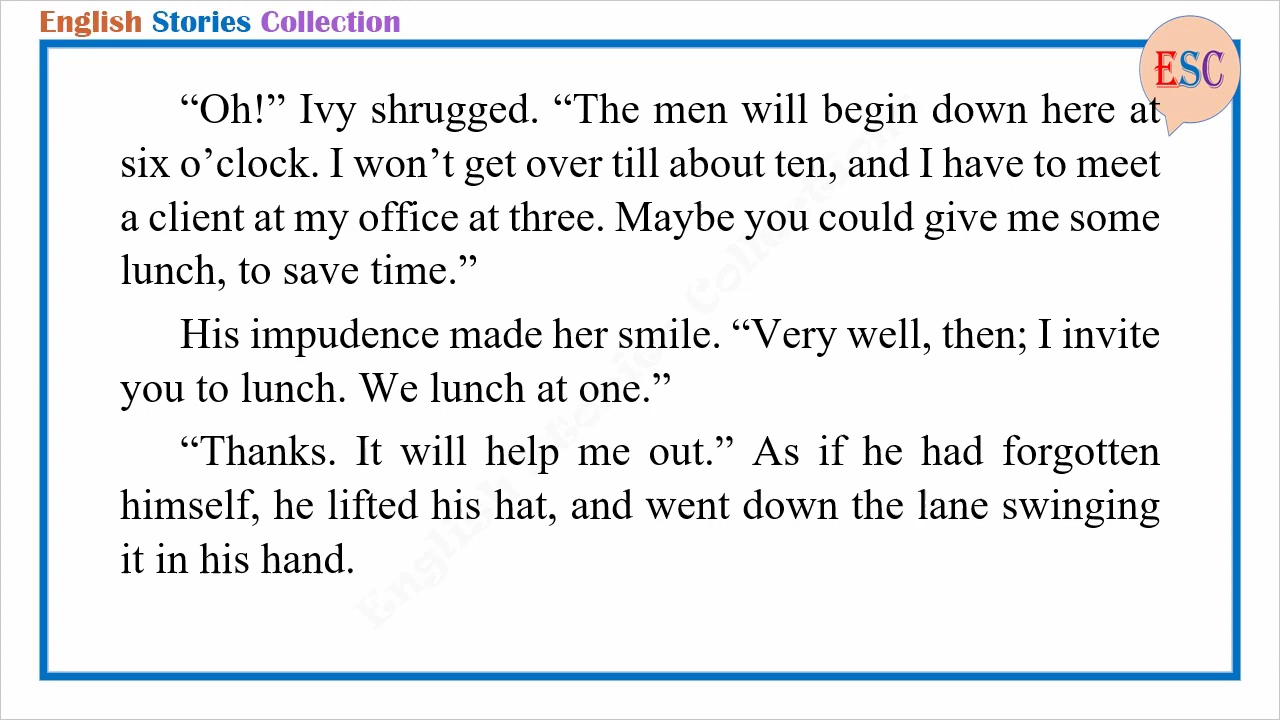 English Stories Collection
ESC
“Oh!” Ivy shrugged. “The men will begin down here at
six o’clock. I won’t get over till about ten, and I have to meet
a client at my office at three. Maybe you could give me some
lunch, to save time.”
His impudence made her smile. “Very well, then; I invite
you to lunch. We lunch at one.”
“Thanks. It will help me out.” As if he had forgotten
himself, he lifted his hat, and went down the lane swinging
it in his hand.